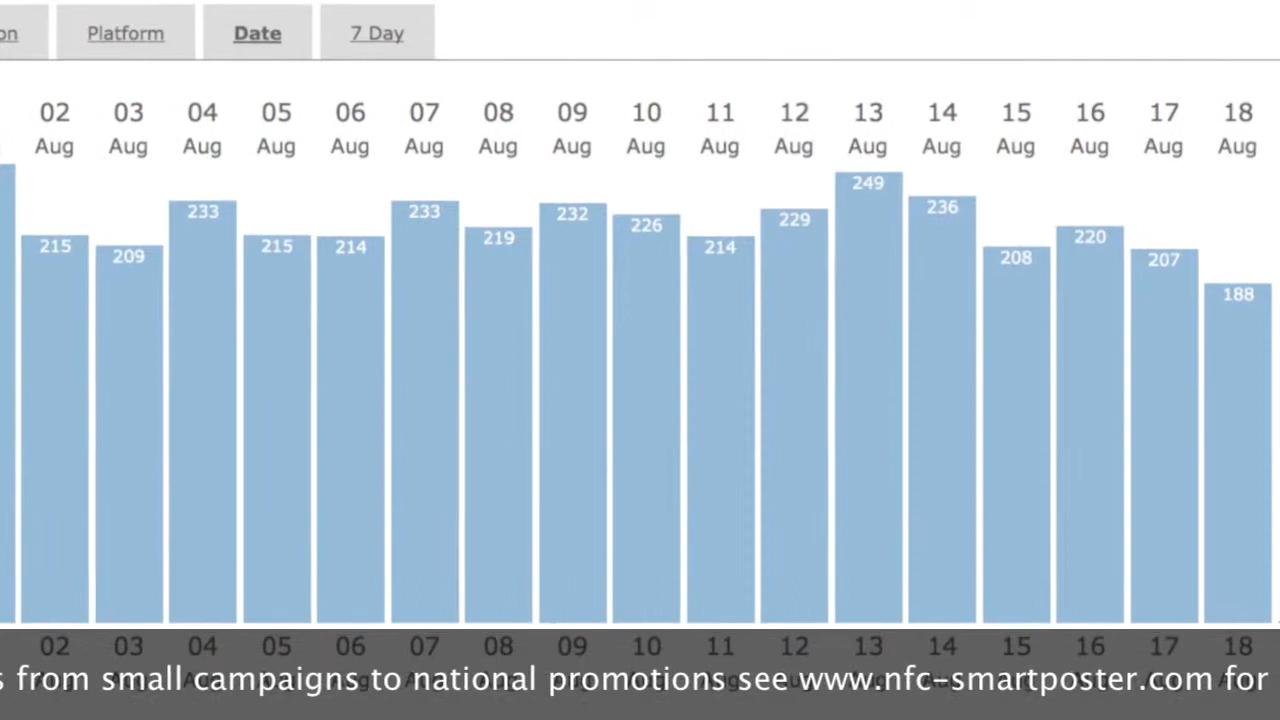 on Platform Date 7 Day
02 03 04 05 06 07 08 09 10 11 12 13 14 15 16 17 18
Aug Aug Aug Aug Aug Aug Aug Aug Aug Aug Aug Aug Aug Aug Aug Aug Aug
215 209 233 215 214 233 219 232 226 214 229 249 236 208 220 207 188
02 03 04 05 06 07 08 09 10 11 12 13 14 15 16 17 18
s from small campaigns to national promotions see www.nfc-smartposter.com for